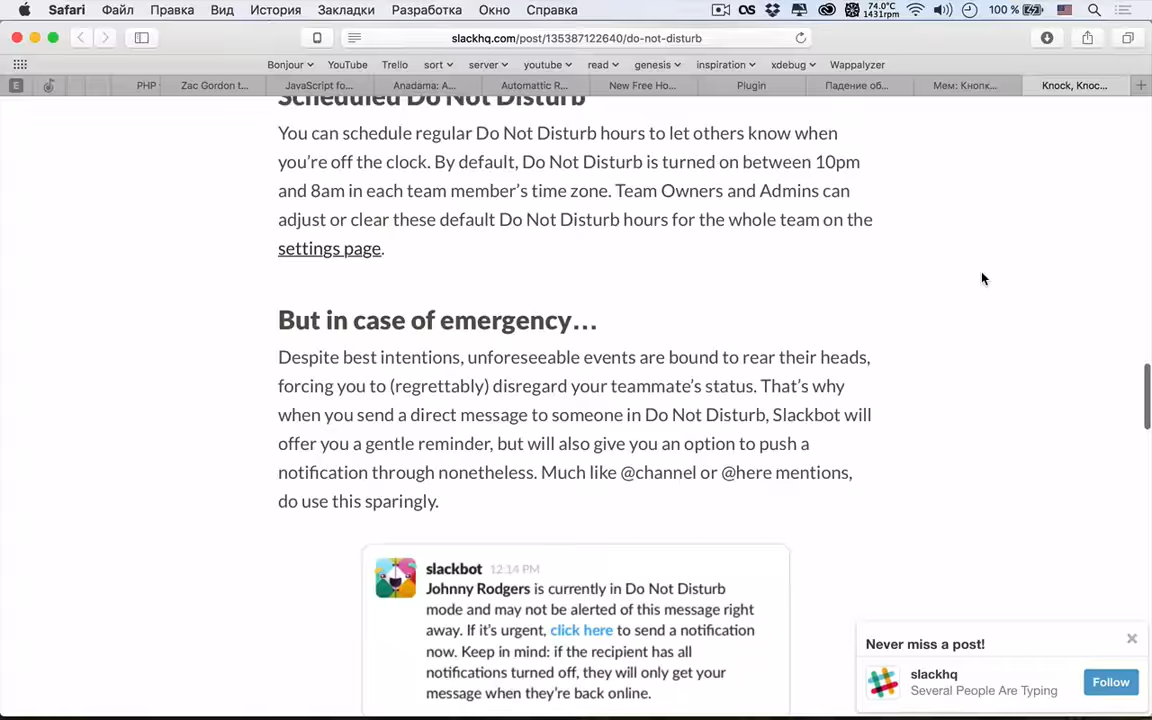 Safari Файл Правка Вид История Закладки Разработка Окно Справка 74.0°C 1431rpm 100 %
slackhq.com/post/135387122640/do-not-disturb
Bonjour YouTube Trello sort server youtube read genesis inspiration xdebug Wappalyzer
E PHP Zac Gordon t... JavaScript fo... Anadama: A... Automattic R... New Free Ho... Plugin Падение об... Мем: Кнопк... Knock, Knoc...
Scheduled Do Not Disturb
You can schedule regular Do Not Disturb hours to let others know when
you’re off the clock. By default, Do Not Disturb is turned on between 10pm
and 8am in each team member’s time zone. Team Owners and Admins can
adjust or clear these default Do Not Disturb hours for the whole team on the
settings page.
But in case of emergency…
Despite best intentions, unforeseeable events are bound to rear their heads,
forcing you to (regrettably) disregard your teammate’s status. That’s why
when you send a direct message to someone in Do Not Disturb, Slackbot will
offer you a gentle reminder, but will also give you an option to push a
notification through nonetheless. Much like @channel or @here mentions,
do use this sparingly.
slackbot 12:14 PM
Johnny Rodgers is currently in Do Not Disturb
mode and may not be alerted of this message right
away. If it’s urgent, click here to send a notification
now. Keep in mind: if the recipient has all
notifications turned off, they will only get your
message when they’re back online.
Never miss a post!
slackhq
Several People Are Typing
Follow